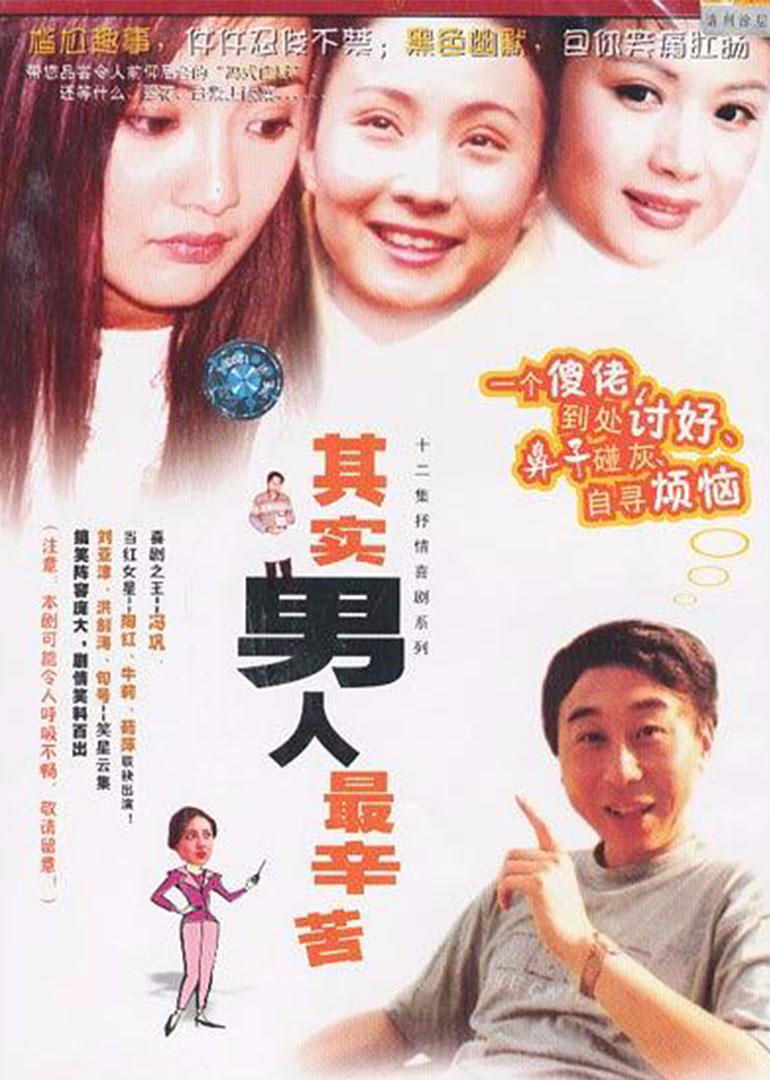 尴尬趣事，件件忍俊不禁；黑色幽默，包你笑痛肚肠
还等什么
一个傻佬，
到处讨好、
鼻子碰灰、
自寻烦恼
十二集抒情喜剧系列
其实男人最辛苦
喜剧之王--冯巩、
当红女星--陶红、牛莉、联袂出演！
刘亚津、洪剑涛、句号--笑星云集
搞笑阵容庞大，剧情笑料百出
（注意：本剧可能令人呼吸不畅，敬请留意！）